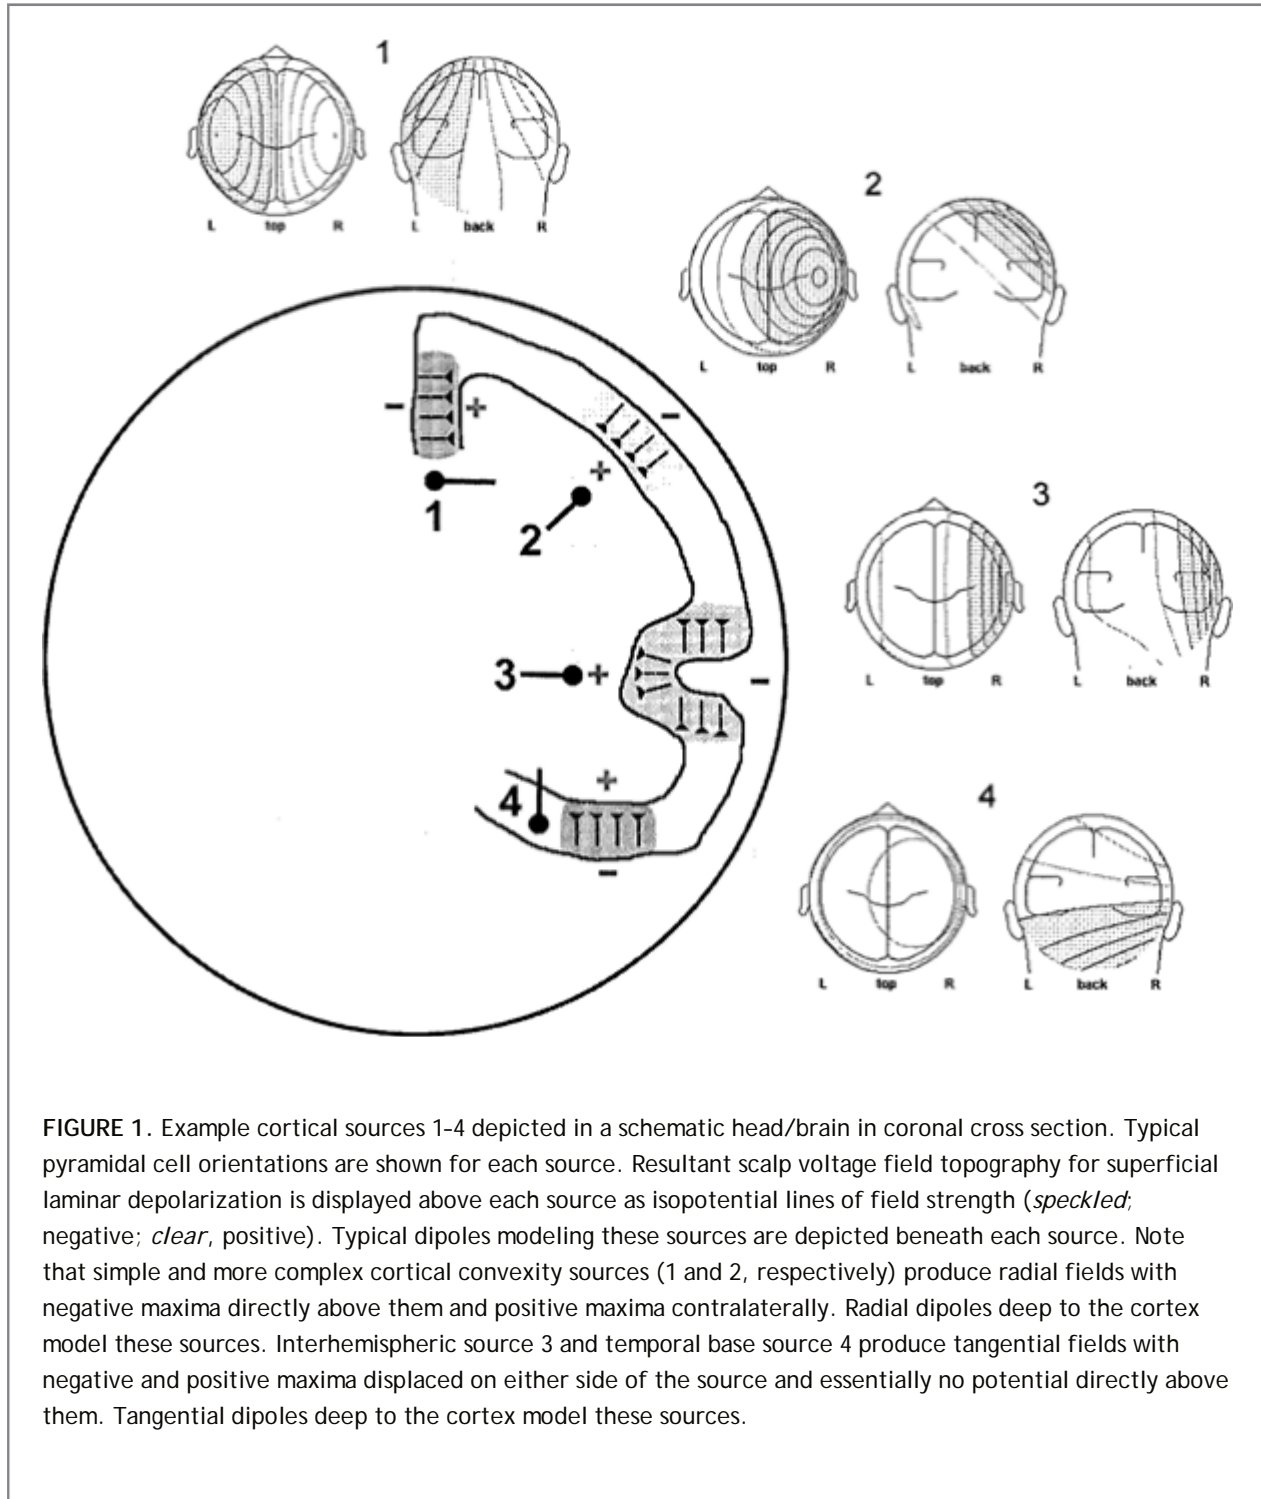 1
L top R L back R
2
L top R L back R
− +
−
+
1
2
3
L top R L back R
3 + −
+
4
−
4
L top R L back R
FIGURE 1. Example cortical sources 1-4 depicted in a schematic head/brain in coronal cross section. Typical
pyramidal cell orientations are shown for each source. Resultant scalp voltage field topography for superficial
laminar depolarization is displayed above each source as isopotential lines of field strength (speckled;
negative; clear, positive). Typical dipoles modeling these sources are depicted beneath each source. Note
that simple and more complex cortical convexity sources (1 and 2, respectively) produce radial fields with
negative maxima directly above them and positive maxima contralaterally. Radial dipoles deep to the cortex
model these sources. Interhemispheric source 3 and temporal base source 4 produce tangential fields with
negative and positive maxima displaced on either side of the source and essentially no potential directly above
them. Tangential dipoles deep to the cortex model these sources.